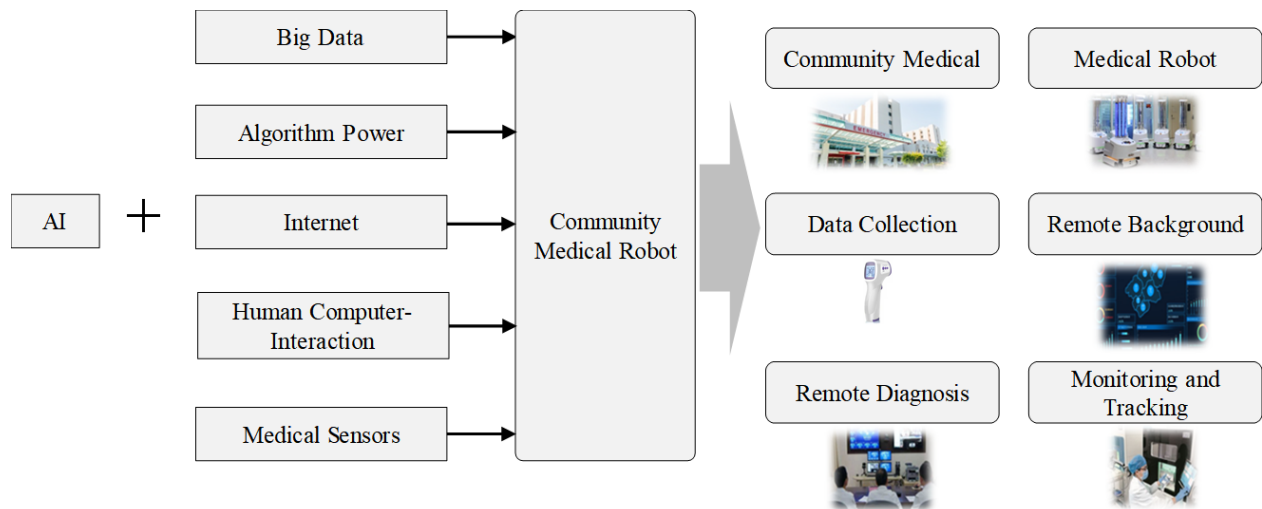 AI
Big Data
Algorithm Power
Internet
Human Computer-
Interaction
Medical Sensors
Community
Medical Robot
Community Medical
Medical Robot
EMERGENCY
Data Collection
Remote Background
Remote Diagnosis
Monitoring and
Tracking